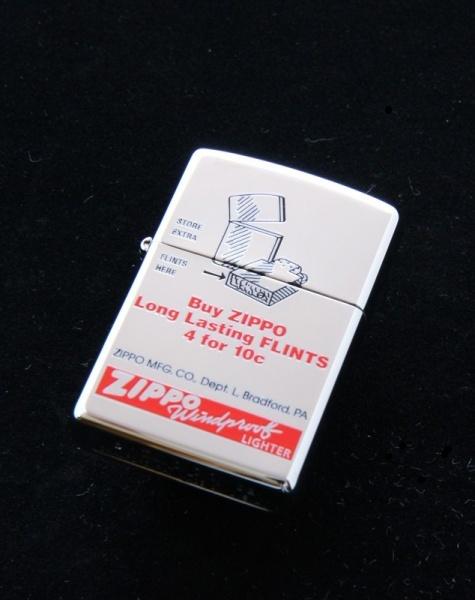 STORE
EXTRA
FLINTS
HERE
Buy ZIPPO
Long Lasting FLINTS
4 for 10c
ZIPPO MFG. CO., Dept. L, Bradford, PA
ZIPPO
Windproof
LIGHTER